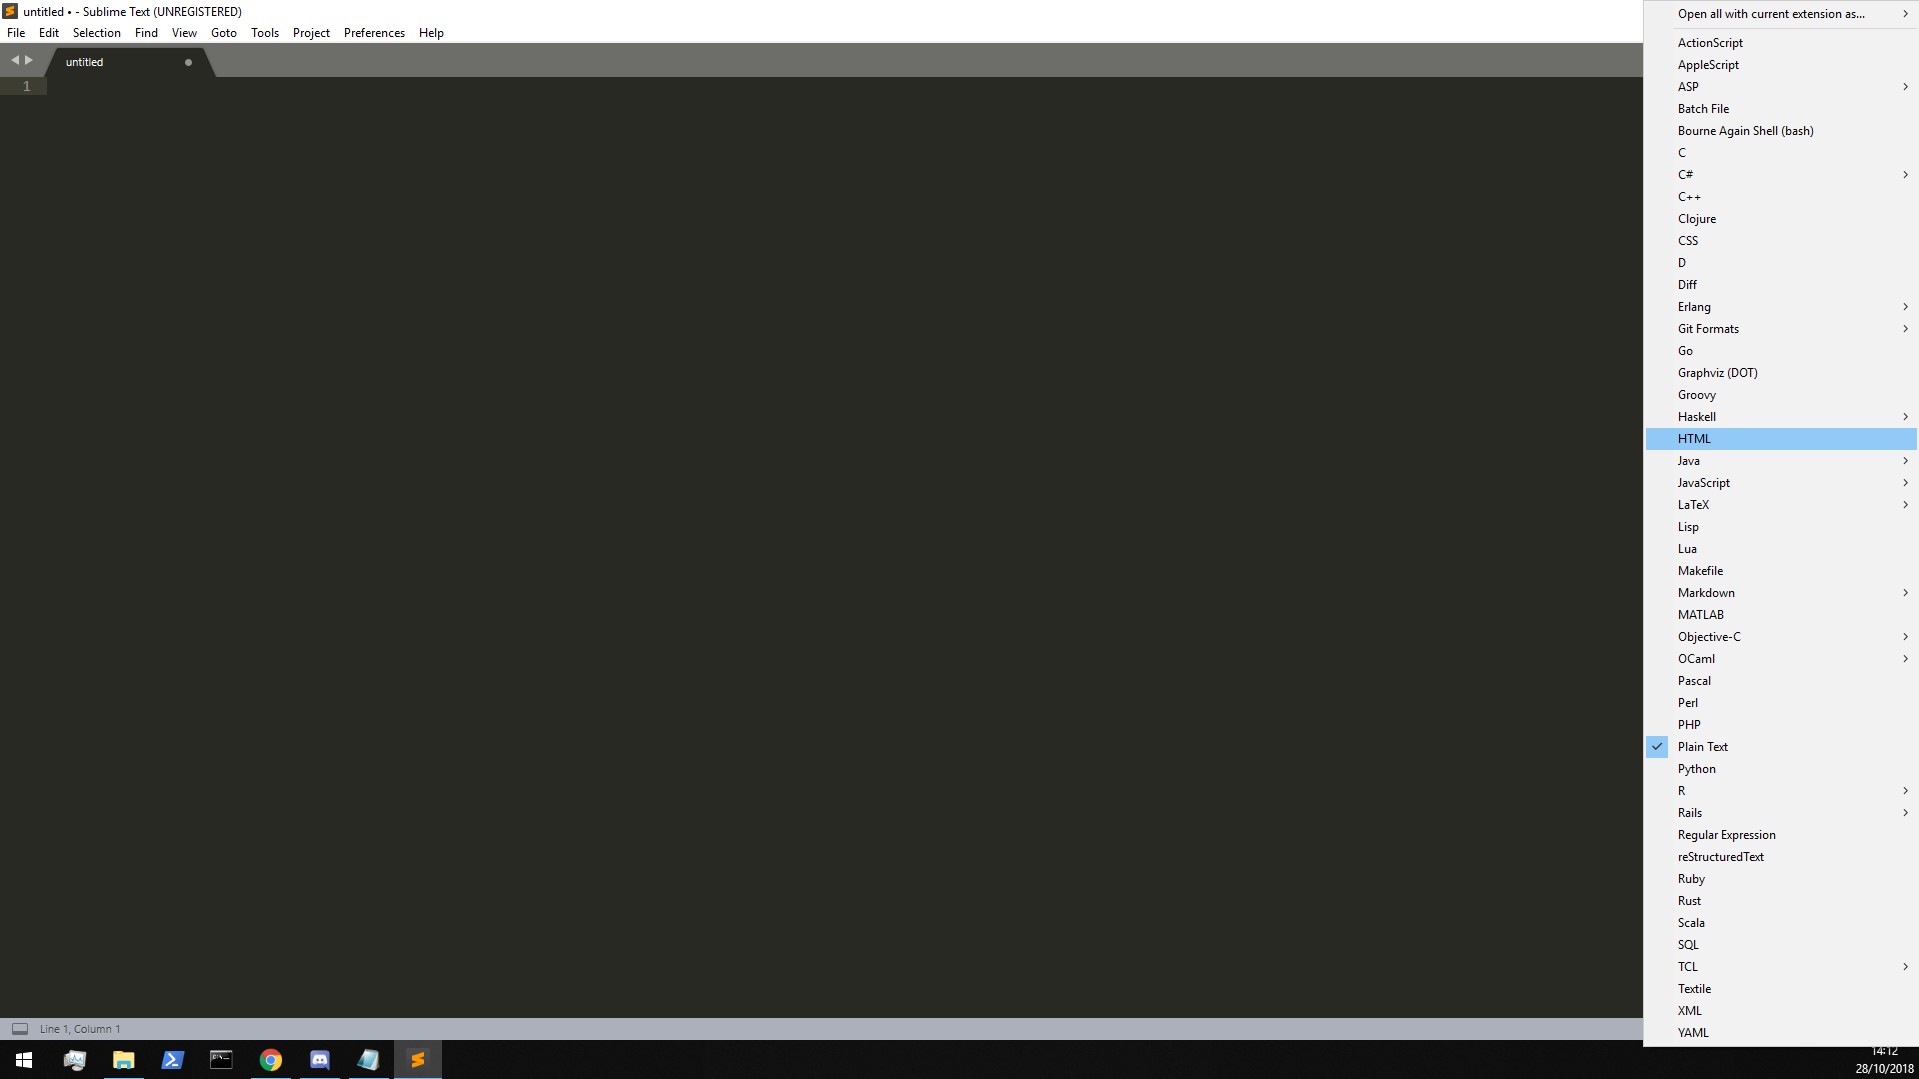 untitled • - Sublime Text (UNREGISTERED)
File Edit Selection Find View Goto Tools Project Preferences Help
untitled
1
Open all with current extension as...
ActionScript
AppleScript
ASP
Batch File
Bourne Again Shell (bash)
C
C#
C++
Clojure
CSS
D
Diff
Erlang
Git Formats
Go
Graphviz (DOT)
Groovy
Haskell
HTML
Java
JavaScript
LaTeX
Lisp
Lua
Makefile
Markdown
MATLAB
Objective-C
OCaml
Pascal
Perl
PHP
Plain Text
Python
R
Rails
Regular Expression
reStructuredText
Ruby
Rust
Scala
SQL
TCL
Textile
XML
YAML
Line 1, Column 1
14:12
28/10/2018